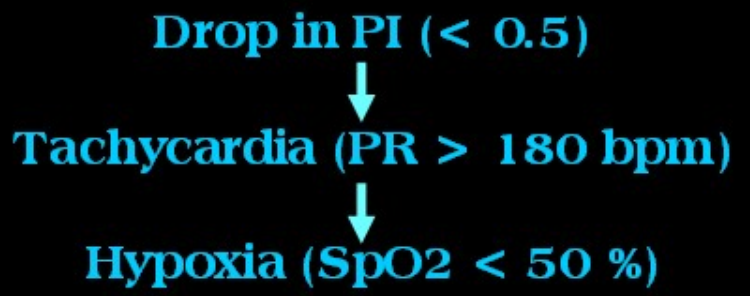 Drop in PI (< 0.5)
Tachycardia (PR > 180 bpm)
Hypoxia (SpO2 < 50 %)